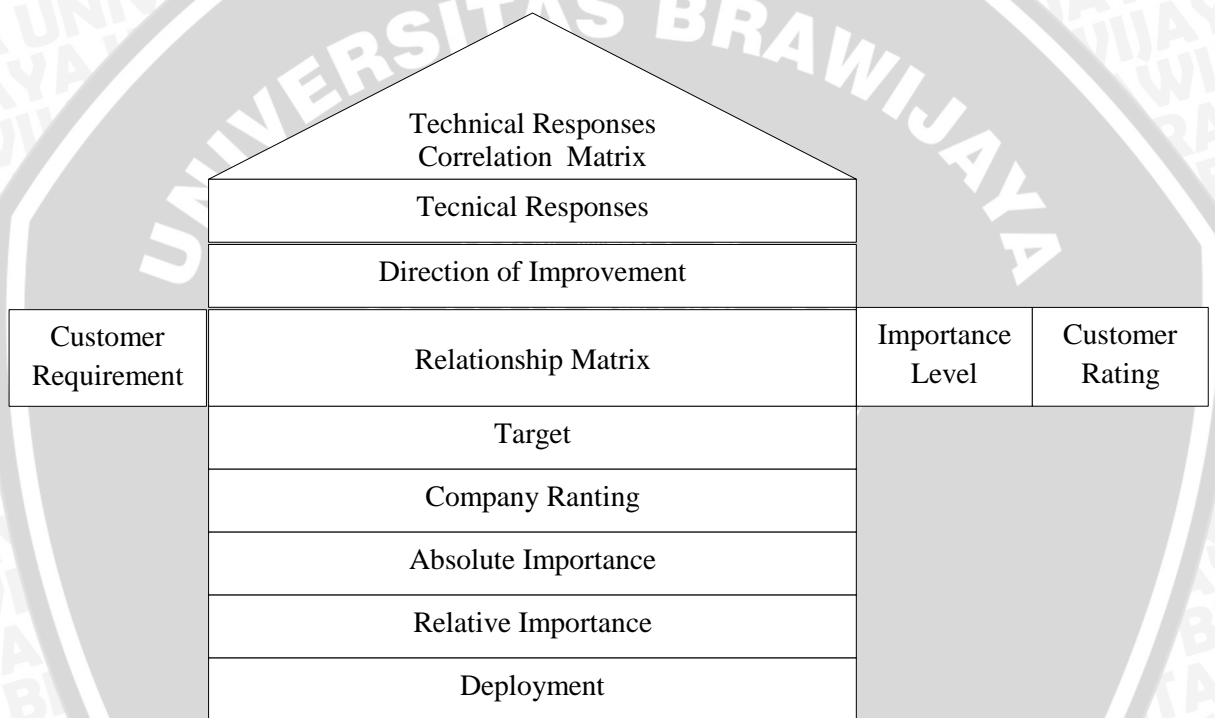 UNIVERSITAS BRAWIJAYA
Technical Responses
Correlation Matrix
Tecnical Responses
Direction of Improvement
Customer
Requirement
Relationship Matrix
Importance
Level
Customer
Rating
Target
Company Ranting
Absolute Importance
Relative Importance
Deployment